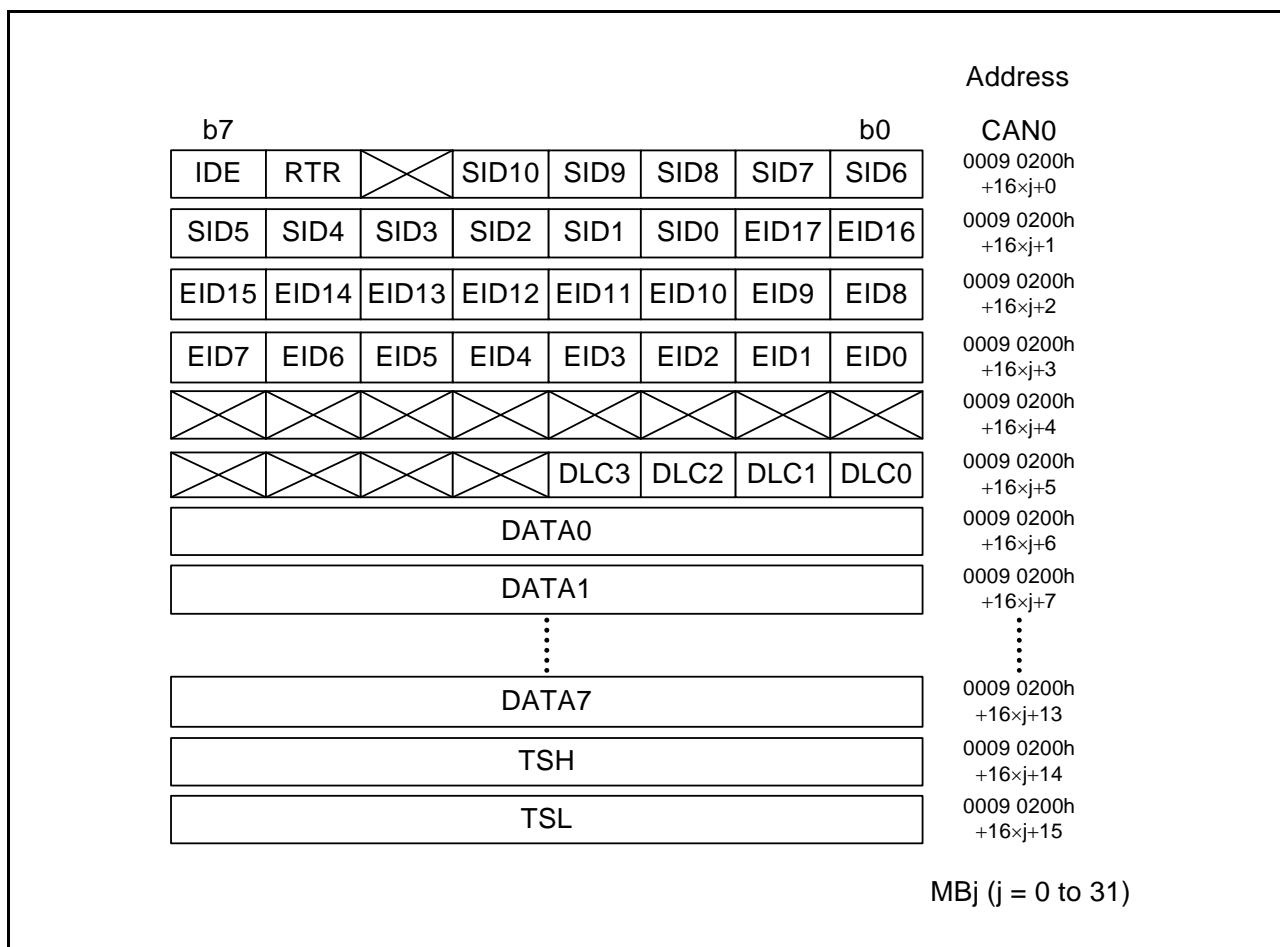 Address
b7 b0 CAN0
IDE RTR SID10 SID9 SID8 SID7 SID6 0009 0200h
+16×j+0
SID5 SID4 SID3 SID2 SID1 SID0 EID17 EID16 0009 0200h
+16×j+1
EID15 EID14 EID13 EID12 EID11 EID10 EID9 EID8 0009 0200h
+16×j+2
EID7 EID6 EID5 EID4 EID3 EID2 EID1 EID0 0009 0200h
+16×j+3
0009 0200h
+16×j+4
DLC3 DLC2 DLC1 DLC0 0009 0200h
+16×j+5
DATA0 0009 0200h
+16×j+6
DATA1 0009 0200h
+16×j+7
DATA7 0009 0200h
+16×j+13
TSH 0009 0200h
+16×j+14
TSL 0009 0200h
+16×j+15
MBj (j = 0 to 31)